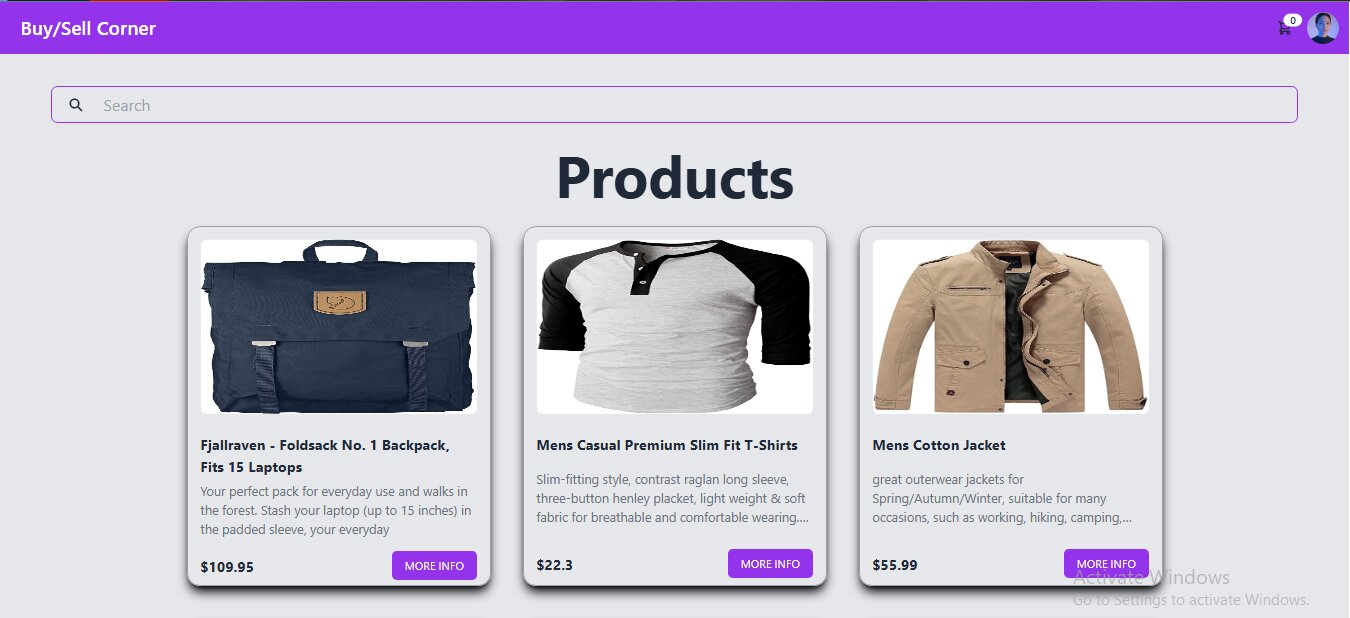 Buy/Sell Corner
0
Search
Products
Fjallraven - Foldsack No. 1 Backpack,
Fits 15 Laptops
Your perfect pack for everyday use and walks in
the forest. Stash your laptop (up to 15 inches) in
the padded sleeve, your everyday
$109.95
MORE INFO
Mens Casual Premium Slim Fit T-Shirts
Slim-fitting style, contrast raglan long sleeve,
three-button henley placket, light weight & soft
fabric for breathable and comfortable wearing....
$22.3
MORE INFO
Mens Cotton Jacket
great outerwear jackets for
Spring/Autumn/Winter, suitable for many
occasions, such as working, hiking, camping,...
$55.99
MORE INFO
Activate Windows
Go to Settings to activate Windows.